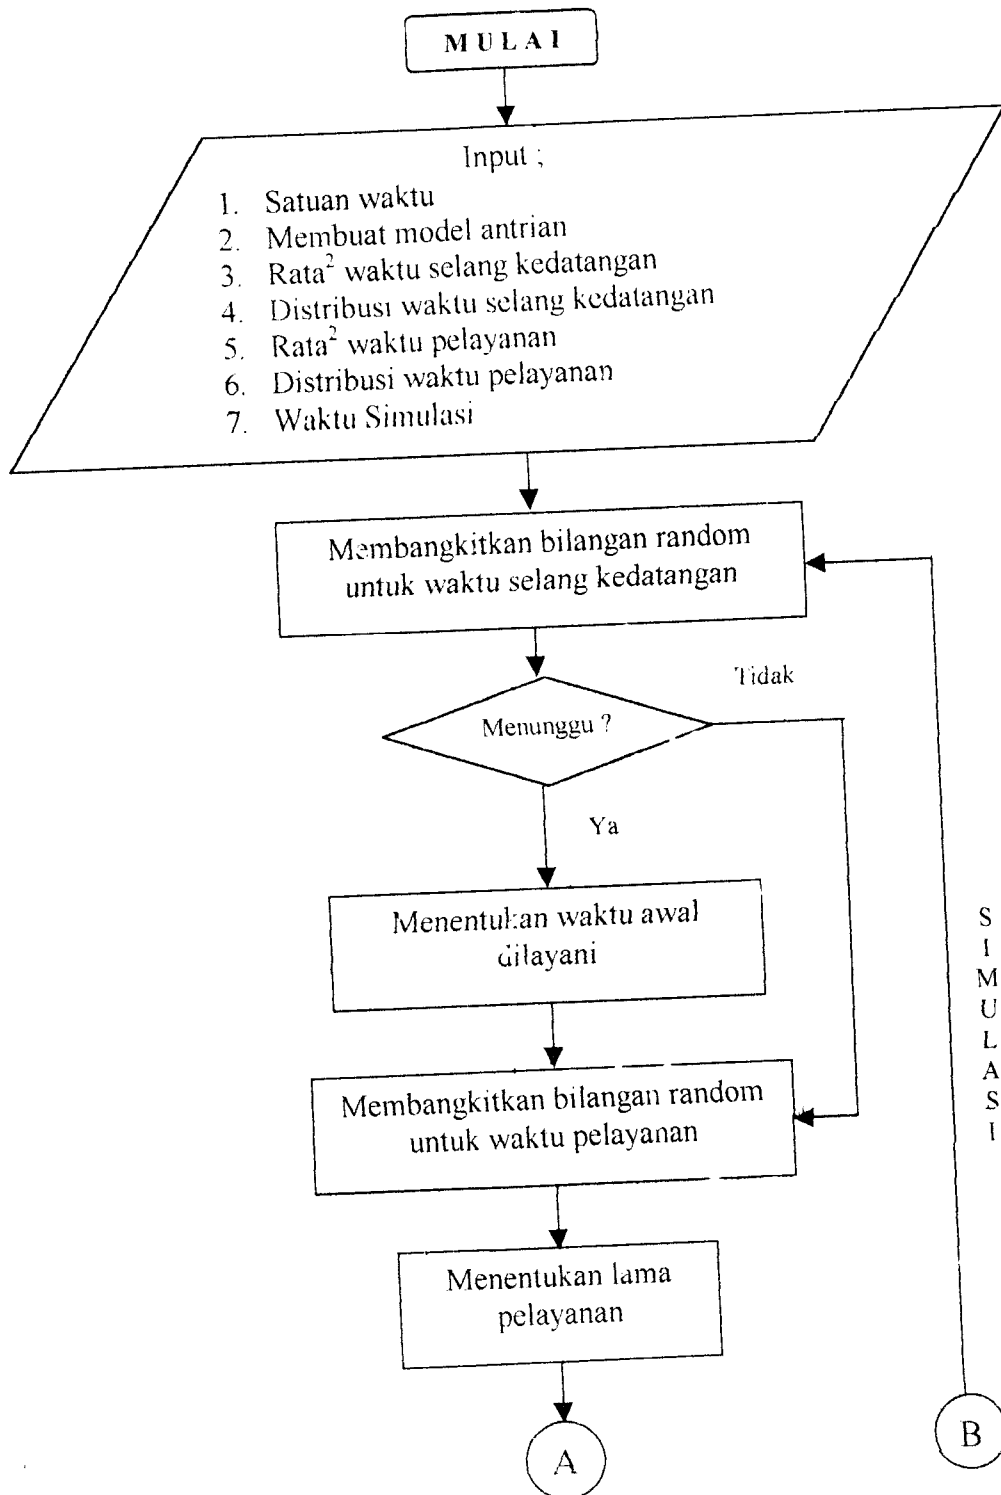 MULAI
Input ;
1. Satuan waktu
2. Membuat model antrian
3. Rata² waktu selang kedatangan
4. Distribusi waktu selang kedatangan
5. Rata² waktu pelayanan
6. Distribusi waktu pelayanan
7. Waktu Simulasi
Membangkitkan bilangan random
untuk waktu selang kedatangan
Tidak
Menunggu ?
Ya
Menentukan waktu awal
dilayani
Membangkitkan bilangan random
untuk waktu pelayanan
Menentukan lama
pelayanan
A
B
S
I
M
U
L
A
S
I